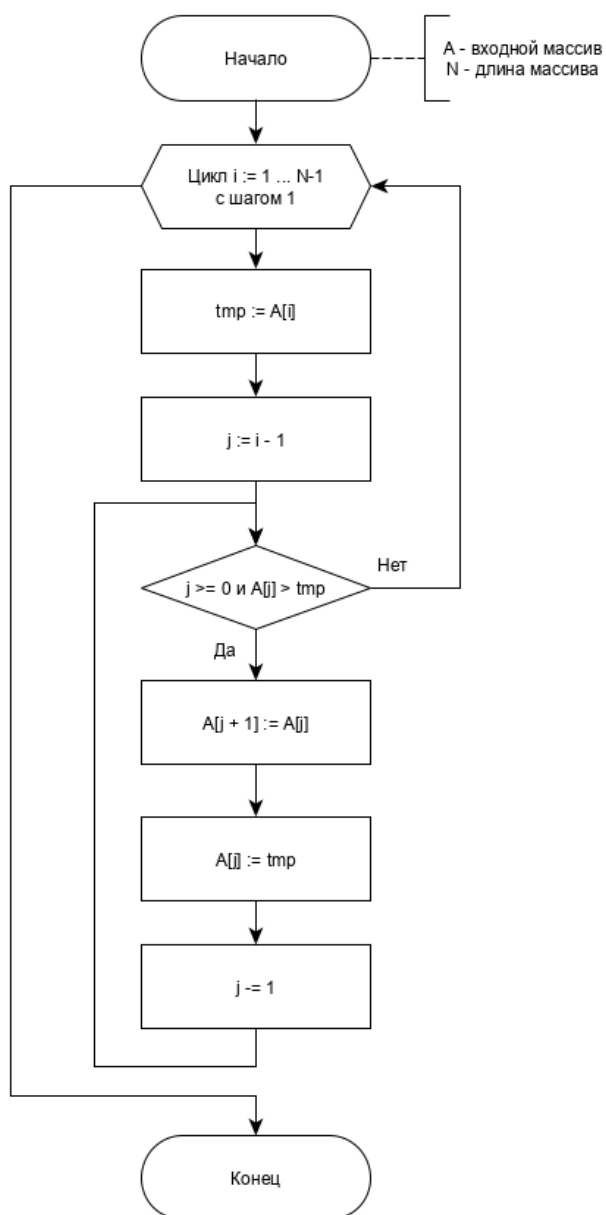 Начало
А - входной массив
N - длина массива
Цикл i := 1 ... N-1
с шагом 1
tmp := A[i]
j := i - 1
j >= 0 и A[j] > tmp
Нет
Да
A[j + 1] := A[j]
A[j] := tmp
j -= 1
Конец